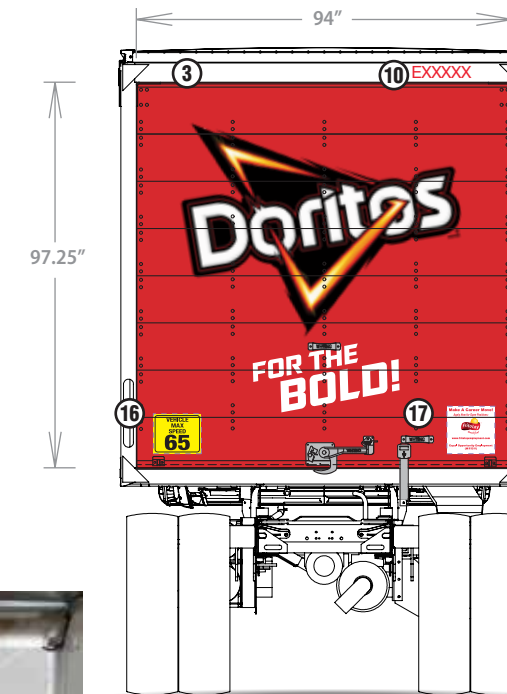 94”
3
10 EXXXXX
97.25”
Doritos
FOR THE
BOLD!
16
17
VEHICLE
MAX
SPEED
65
Make A Career Move!